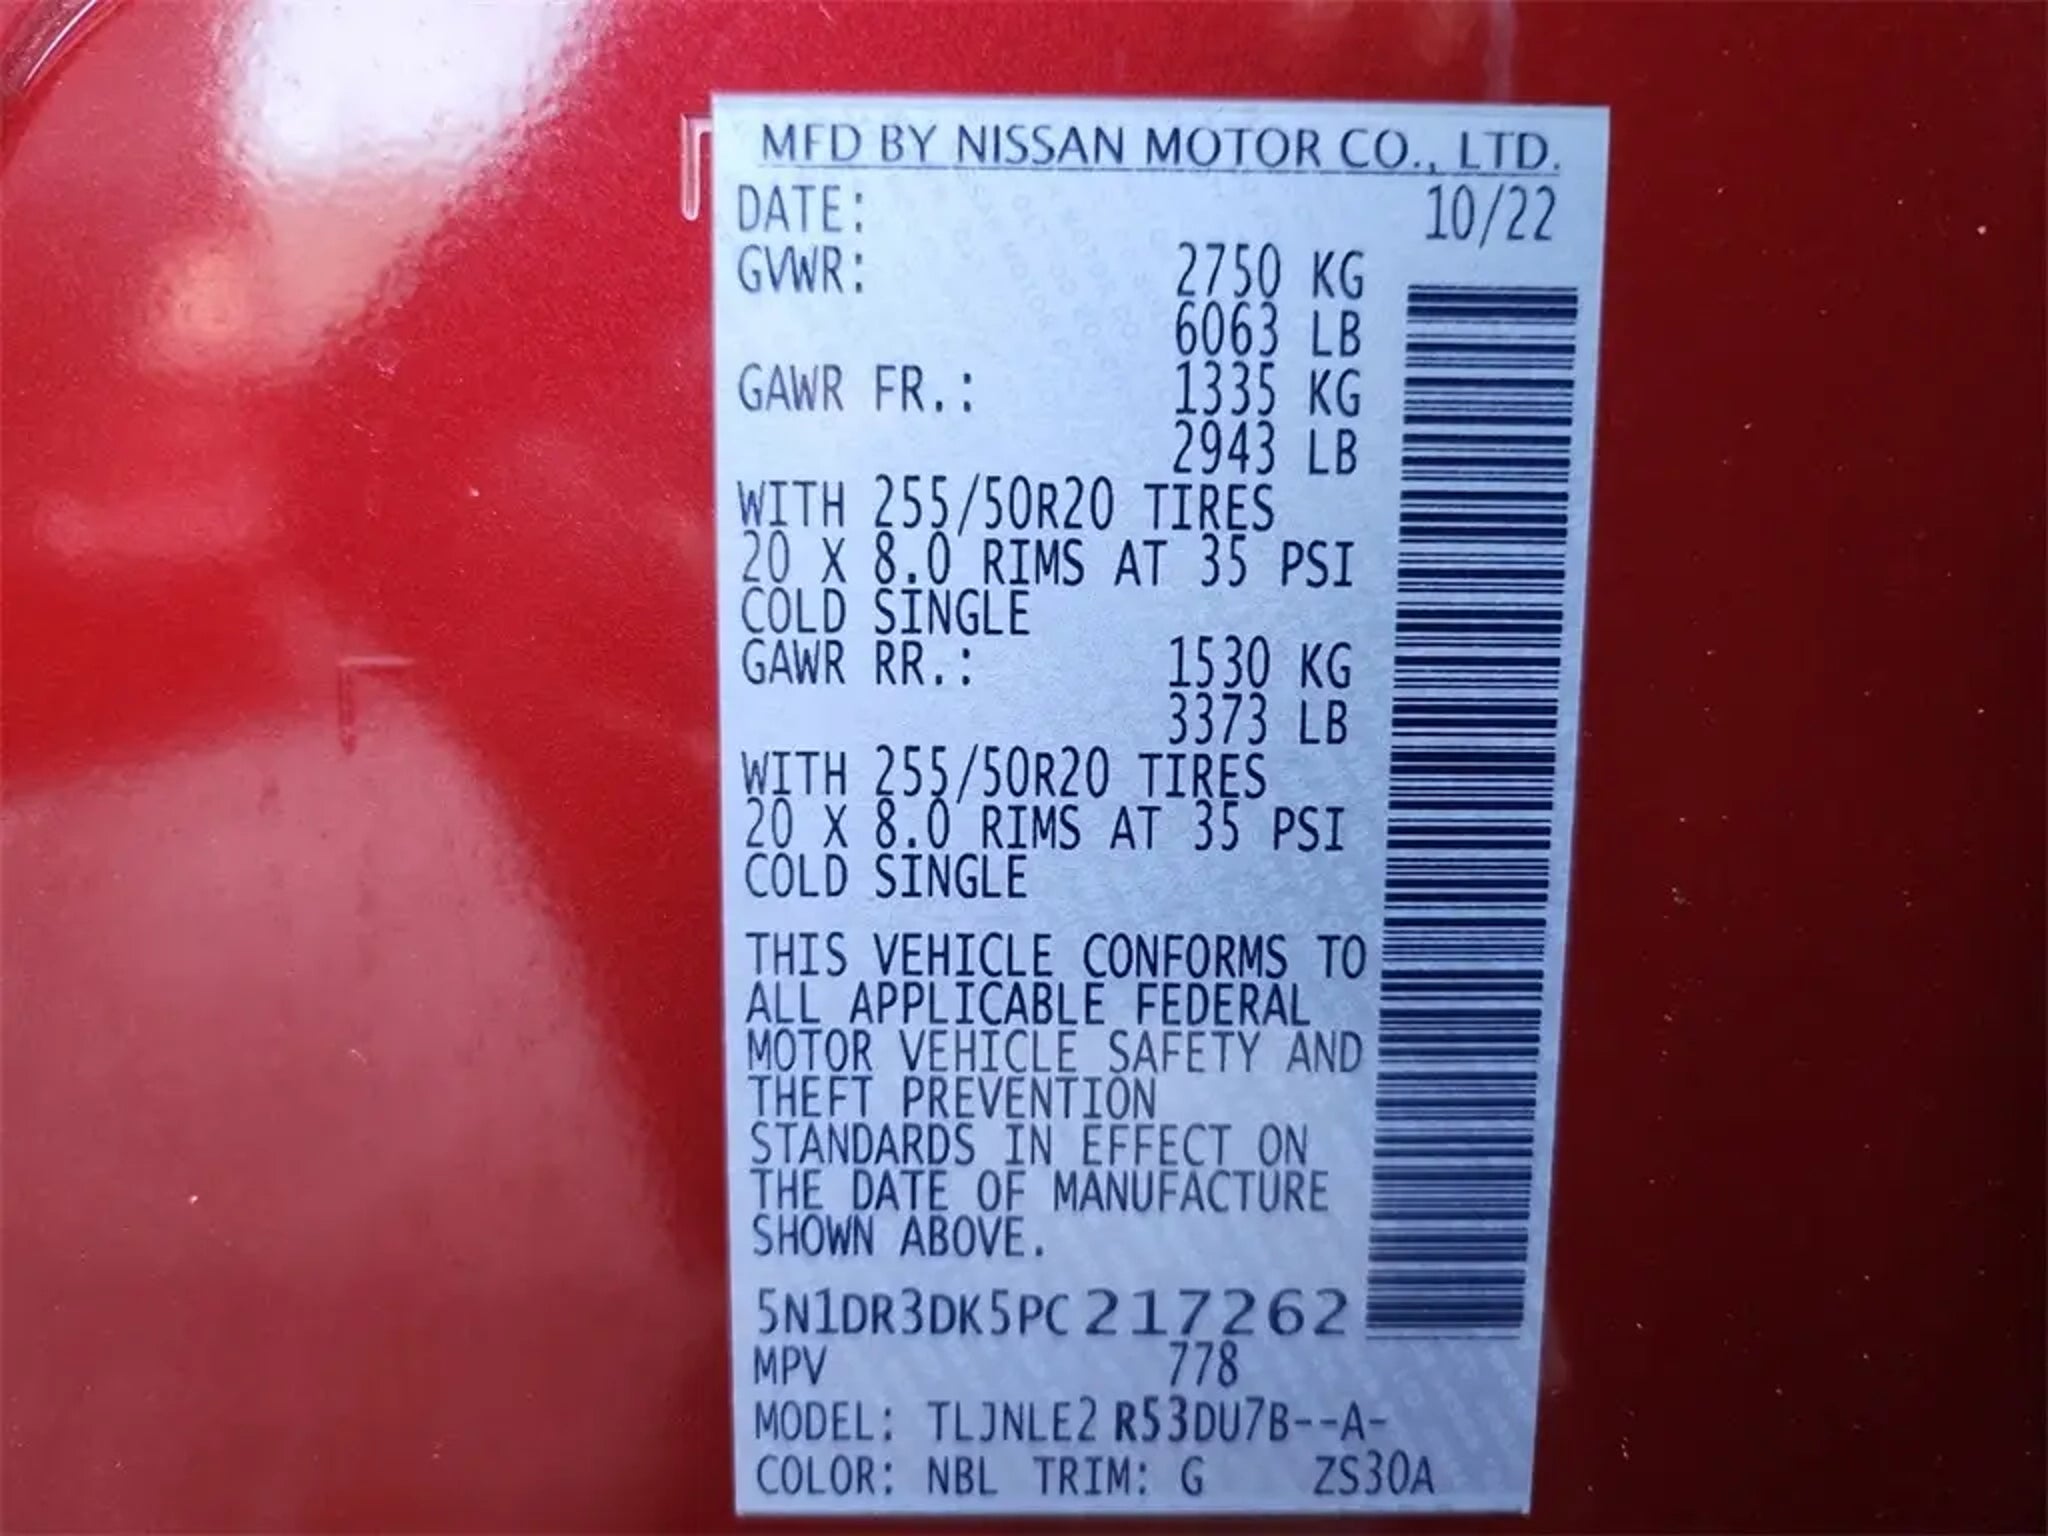 MFD BY NISSAN MOTOR CO., LTD.
DATE: 10/22
GVWR: 2750 KG
6063 LB
GAWR FR.: 1335 KG
2943 LB
WITH 255/50R20 TIRES
20 X 8.0 RIMS AT 35 PSI
COLD SINGLE
GAWR RR.: 1530 KG
3373 LB
WITH 255/50R20 TIRES
20 X 8.0 RIMS AT 35 PSI
COLD SINGLE
THIS VEHICLE CONFORMS TO
ALL APPLICABLE FEDERAL
MOTOR VEHICLE SAFETY AND
THEFT PREVENTION
STANDARDS IN EFFECT ON
THE DATE OF MANUFACTURE
SHOWN ABOVE.
5N1DR3DK5PC217262
MPV 778
MODEL: TLJNLE2 R53DU7B--A-
COLOR: NBL TRIM: G ZS30A